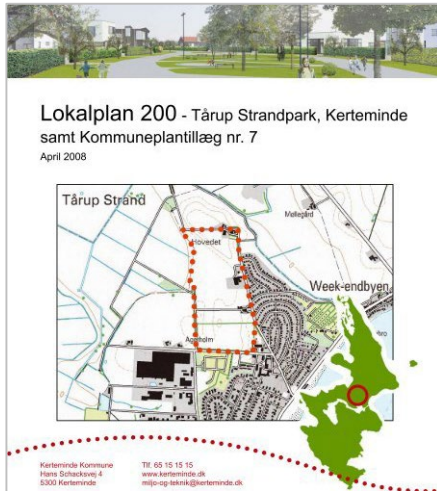 Lokalplan 200 - Tårup Strandpark, Kerteminde
samt Kommuneplantillæg nr. 7
April 2008
Tårup Strand
Møllegård
Hovedet
Week-endbyen
Agerholm
Kerteminde Kommune
Hans Schacksvej 4
5300 Kerteminde
Tlf: 65 15 15 15
www.kerteminde.dk
miljo-og-teknik@kerteminde.dk